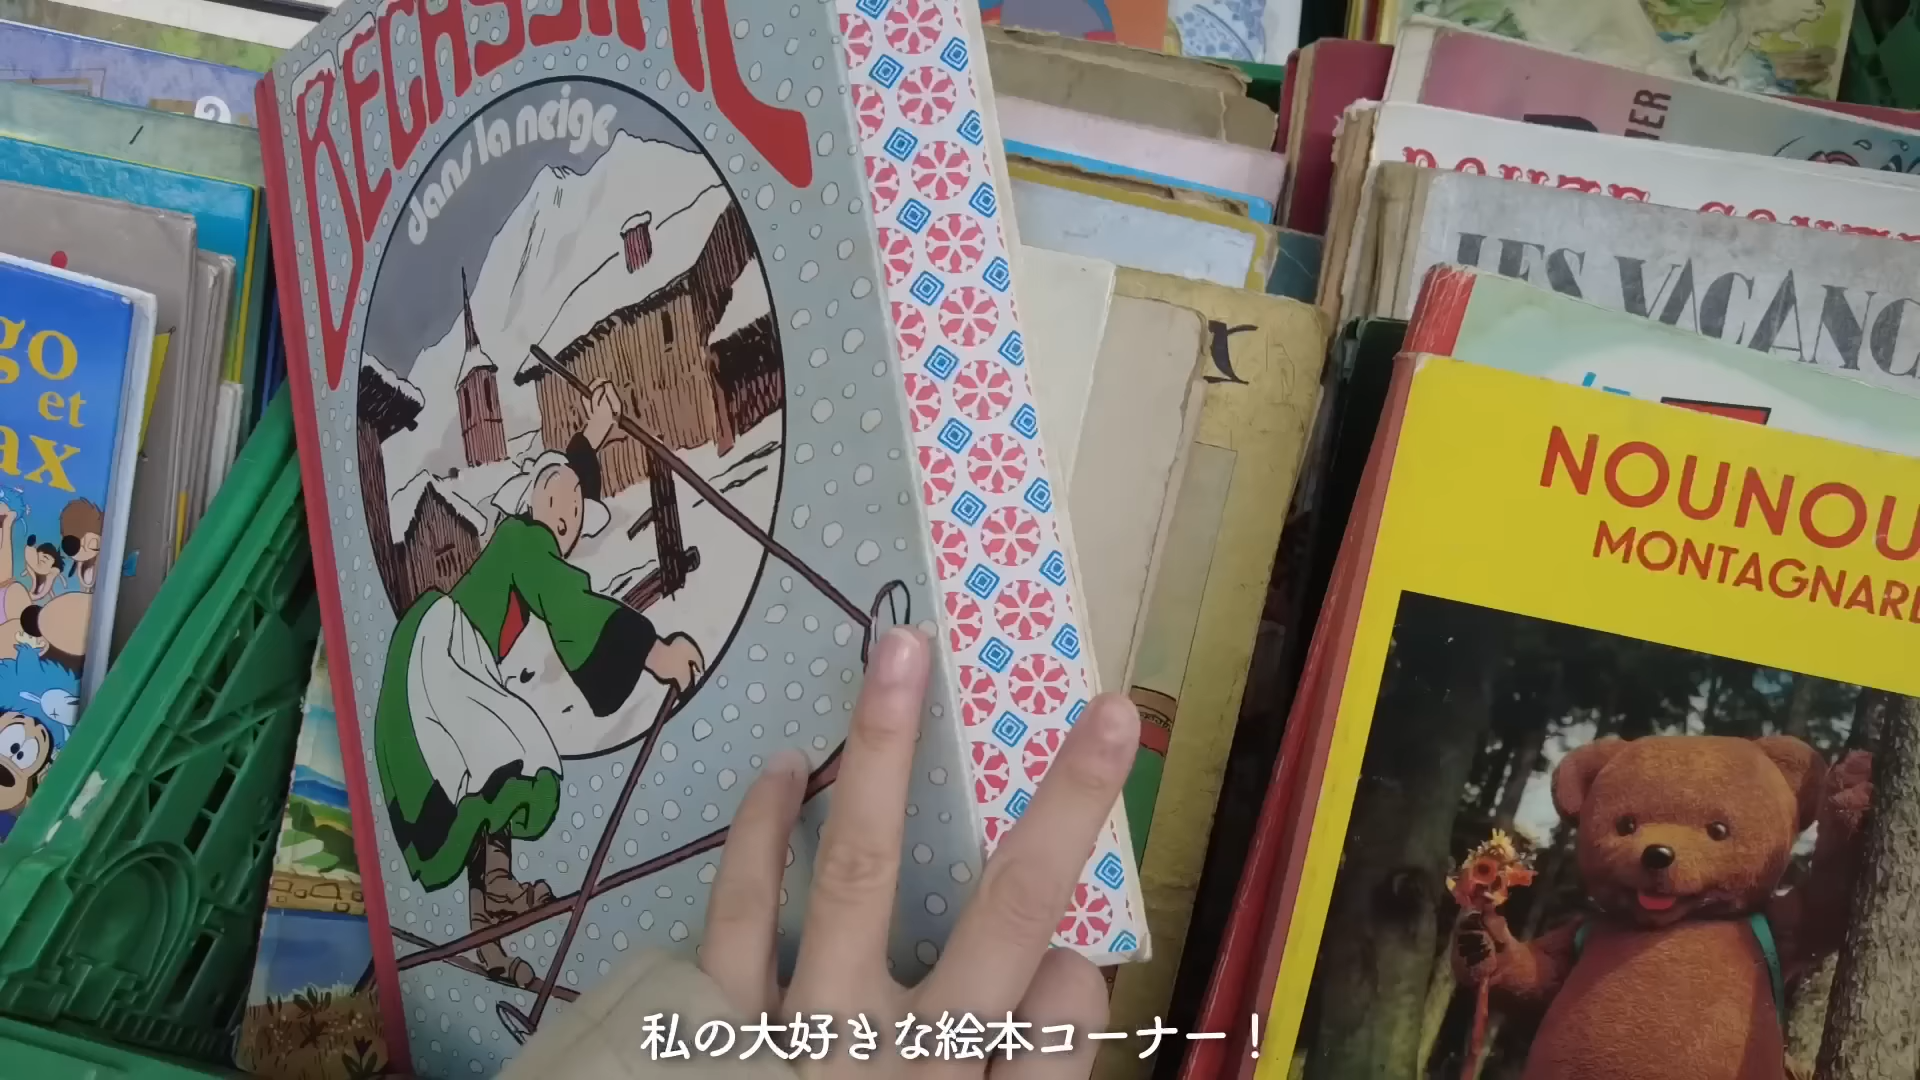 BECASSINE
dans la neige
go
et
ax
IER
LES VACANC
NOUNOU
MONTAGNARD
私の大好きな絵本コーナー！